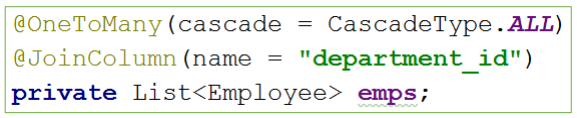 @OneToMany(cascade = CascadeType.ALL)
@JoinColumn(name = "department_id")
private List<Employee> emps;